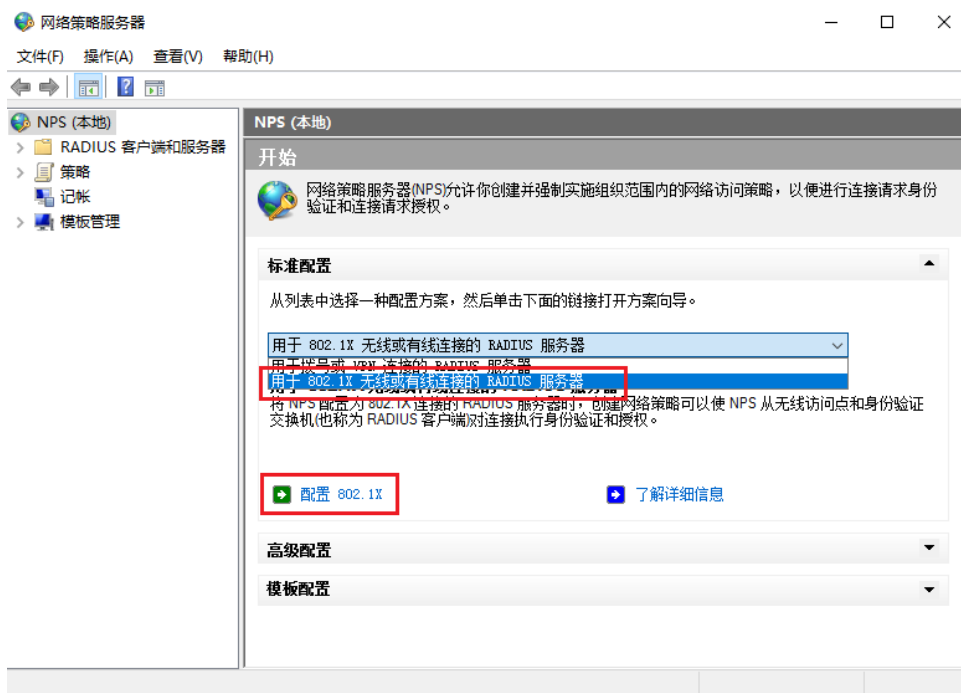 网络策略服务器
文件(F) 操作(A) 查看(V) 帮助(H)
NPS (本地)
RADIUS 客户端和服务器
策略
记帐
模板管理
NPS (本地)
开始
网络策略服务器(NPS)允许你创建并强制实施组织范围内的网络访问策略，以便进行连接请求身份
验证和连接请求授权。
标准配置
从列表中选择一种配置方案，然后单击下面的链接打开方案向导。
用于 802.1X 无线或有线连接的 RADIUS 服务器
用于拨号或 VPN 连接的 RADIUS 服务器
用于 802.1X 无线或有线连接的 RADIUS 服务器
将 NPS 配置为 802.1X 连接的 RADIUS 服务器时，创建网络策略可以使 NPS 从无线访问点和身份验证
交换机(也称为 RADIUS 客户端)对连接执行身份验证和授权。
配置 802.1X
了解详细信息
高级配置
模板配置